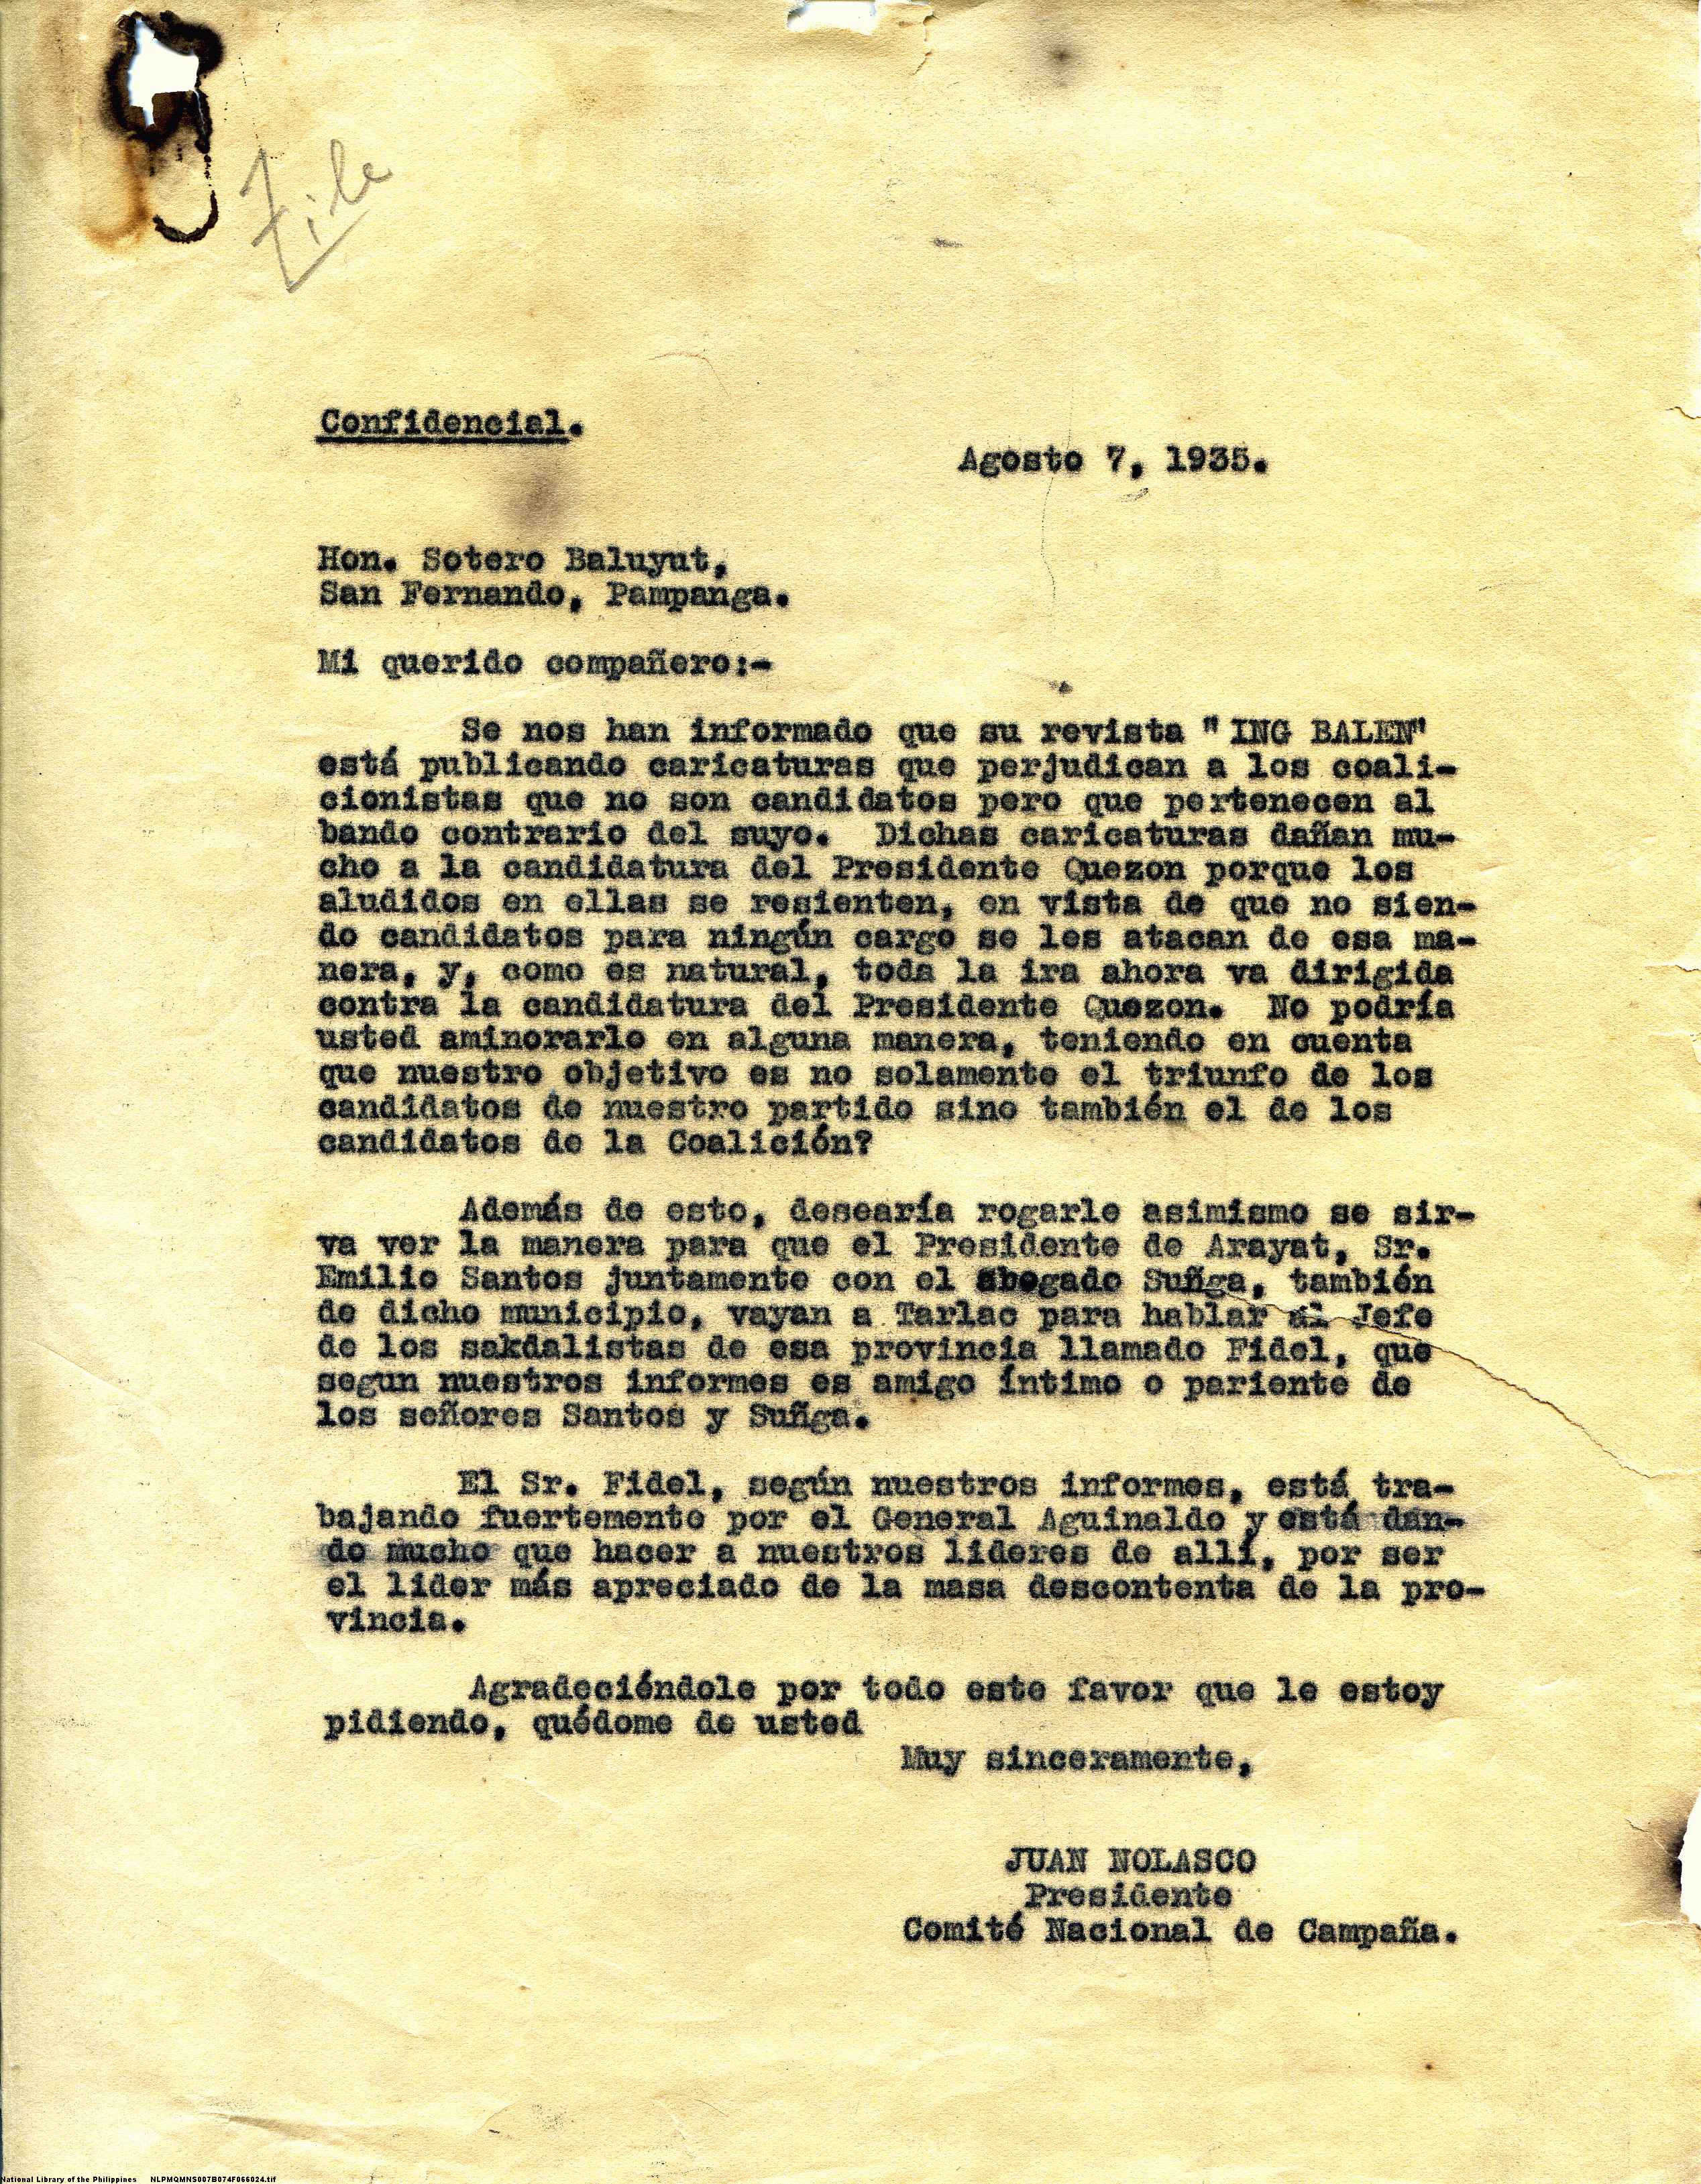 File
Confidencial.
Agosto 7, 1935.
Hon. Sotero Baluyut,
San Fernando, Pampanga.
Mi querido compañero:-
Se nos han informado que su revista "ING BALEN"
está publicando caricaturas que perjudican a los coali-
cionistas que no son candidatos pero que pertenecen al
bando contrario del suyo. Dichas caricaturas dañan mu-
cho a la candidatura del Presidente Quezon porque los
aludidos en ellas se resienten, en vista de que no sien-
do candidatos para ningún cargo se les atacan de esa ma-
nera, y, como es natural, toda la ira ahora va dirigida
contra la candidatura del Presidente Quezon. No podría
usted aminorarlo en alguna manera, teniendo en cuenta
que nuestro objetivo es no solamente el triunfo de los
candidatos de nuestro partido sino también el de los
candidatos de la Coalición?
Además de esto, desearía rogarle asimismo se sir-
va ver la manera para que el Presidente de Arayat, Sr.
Emilio Santos juntamente con el abogado Suñga, también
de dicho municipio, vayan a Tarlac para hablar al Jefe
de los sakdalistas de esa provincia llamado Fidel, que
segun nuestros informes es amigo íntimo o pariente de
los señores Santos y Suñga.
El Sr. Fidel, según nuestros informes, está tra-
bajando fuertemente por el General Aguinaldo y está dan-
do mucho que hacer a nuestros líderes de allí, por ser
el lider más apreciado de la masa descontenta de la pro-
vincia.
Agradeciéndole por todo este favor que le estoy
pidiendo, quédome de usted
Muy sinceramente,
JUAN NOLASCO
Presidente
Comité Nacional de Campaña.
National Library of the Philippines NLPMQMNS007B074F066024.tif